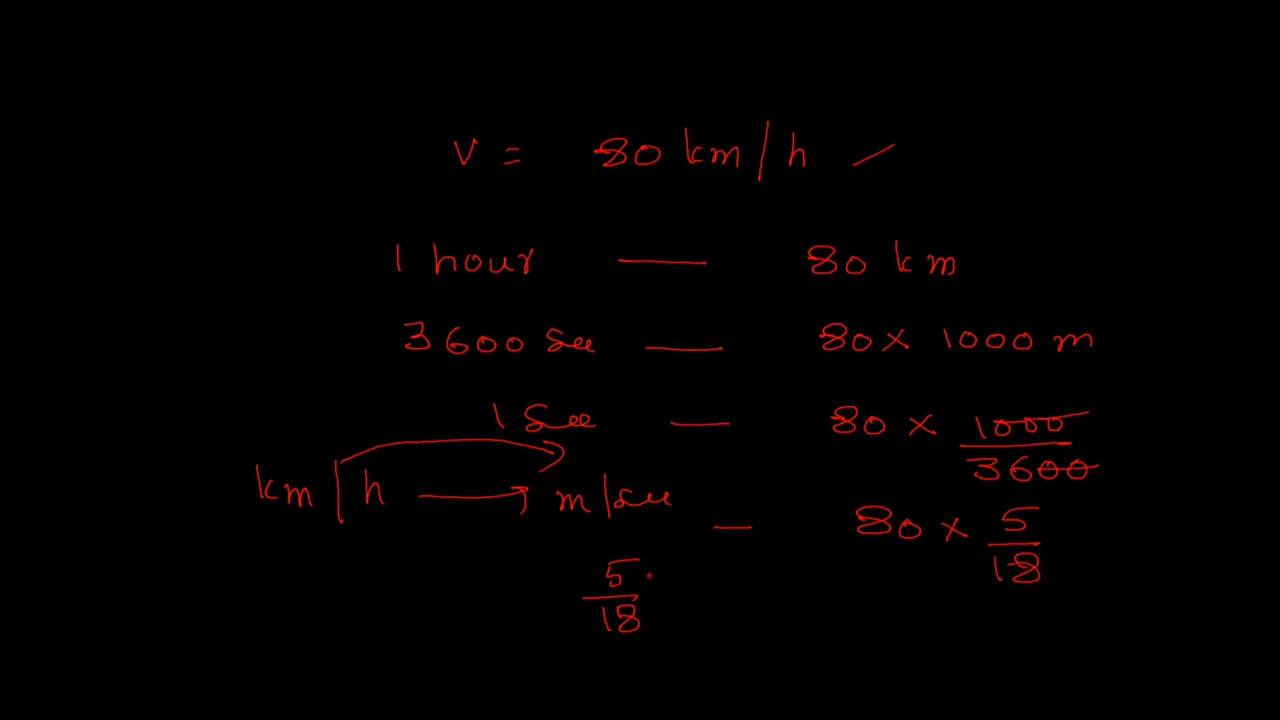 v = 80 km/h
1 hour — 80 km
3600 sec — 80 × 1000 m
1 sec — 80 × 1000/3600
km/h → m/sec — 80 × 5/18
5/18